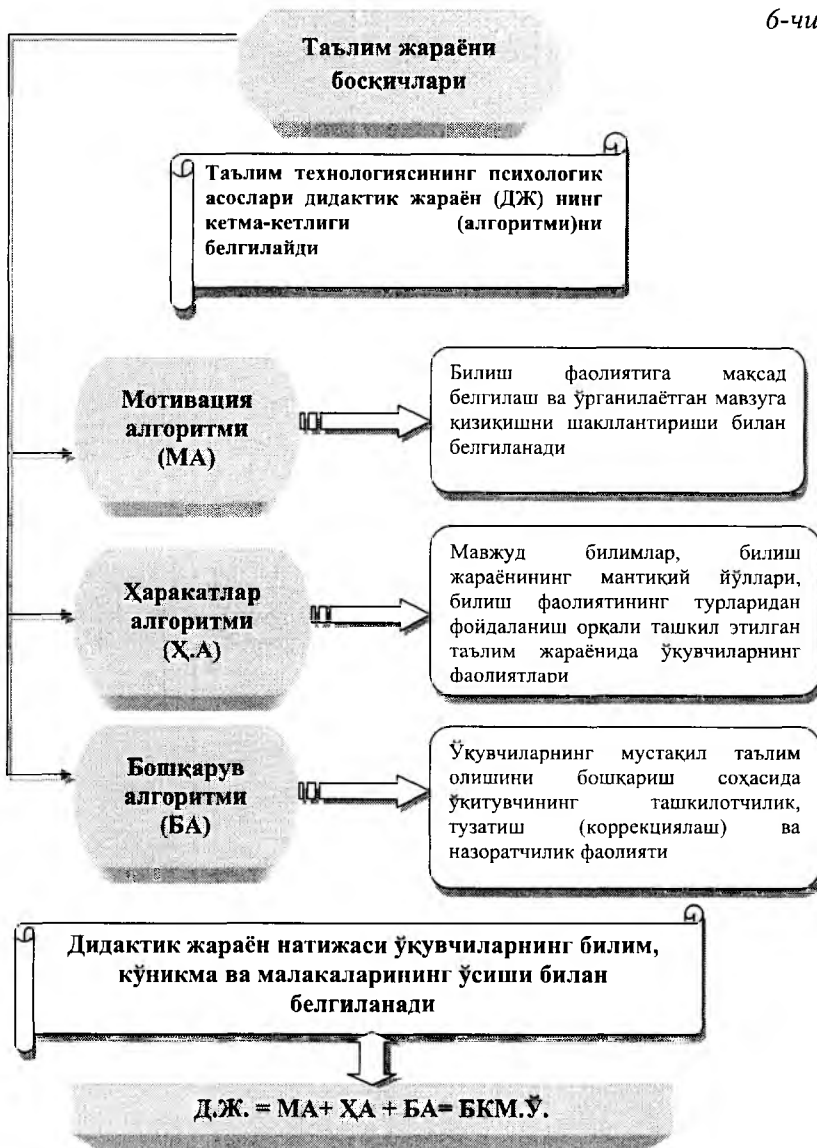 6-чи
Таълим жараёни
босқичлари
Таълим технологиясининг психологик
асослари дидактик жараён (ДЖ) нинг
кетма-кетлиги (алгоритми)ни
белгилайди
Мотивация
алгоритми
(МА)
Билиш фаолиятига мақсад
белгилаш ва ўрганилаётган мавзуга
қизиқишни шакллантириши билан
белгиланади
Ҳаракатлар
алгоритми
(Ҳ.А)
Мавжуд билимлар, билиш
жараёнининг мантиқий йўллари,
билиш фаолиятининг турларидан
фойдаланиш орқали ташкил этилган
таълим жараёнида ўқувчиларнинг
фаолиятлари
Бошқарув
алгоритми
(БА)
Ўқувчиларнинг мустақил таълим
олишини бошқариш соҳасида
ўқитувчининг ташкилотчилик,
тузатиш (коррекциялаш) ва
назоратчилик фаолияти
Дидактик жараён натижаси ўқувчиларнинг билим,
кўникма ва малакаларининг ўсиши билан
белгиланади
Д.Ж. = МА+ ҲА + БА= БКМ.Ў.